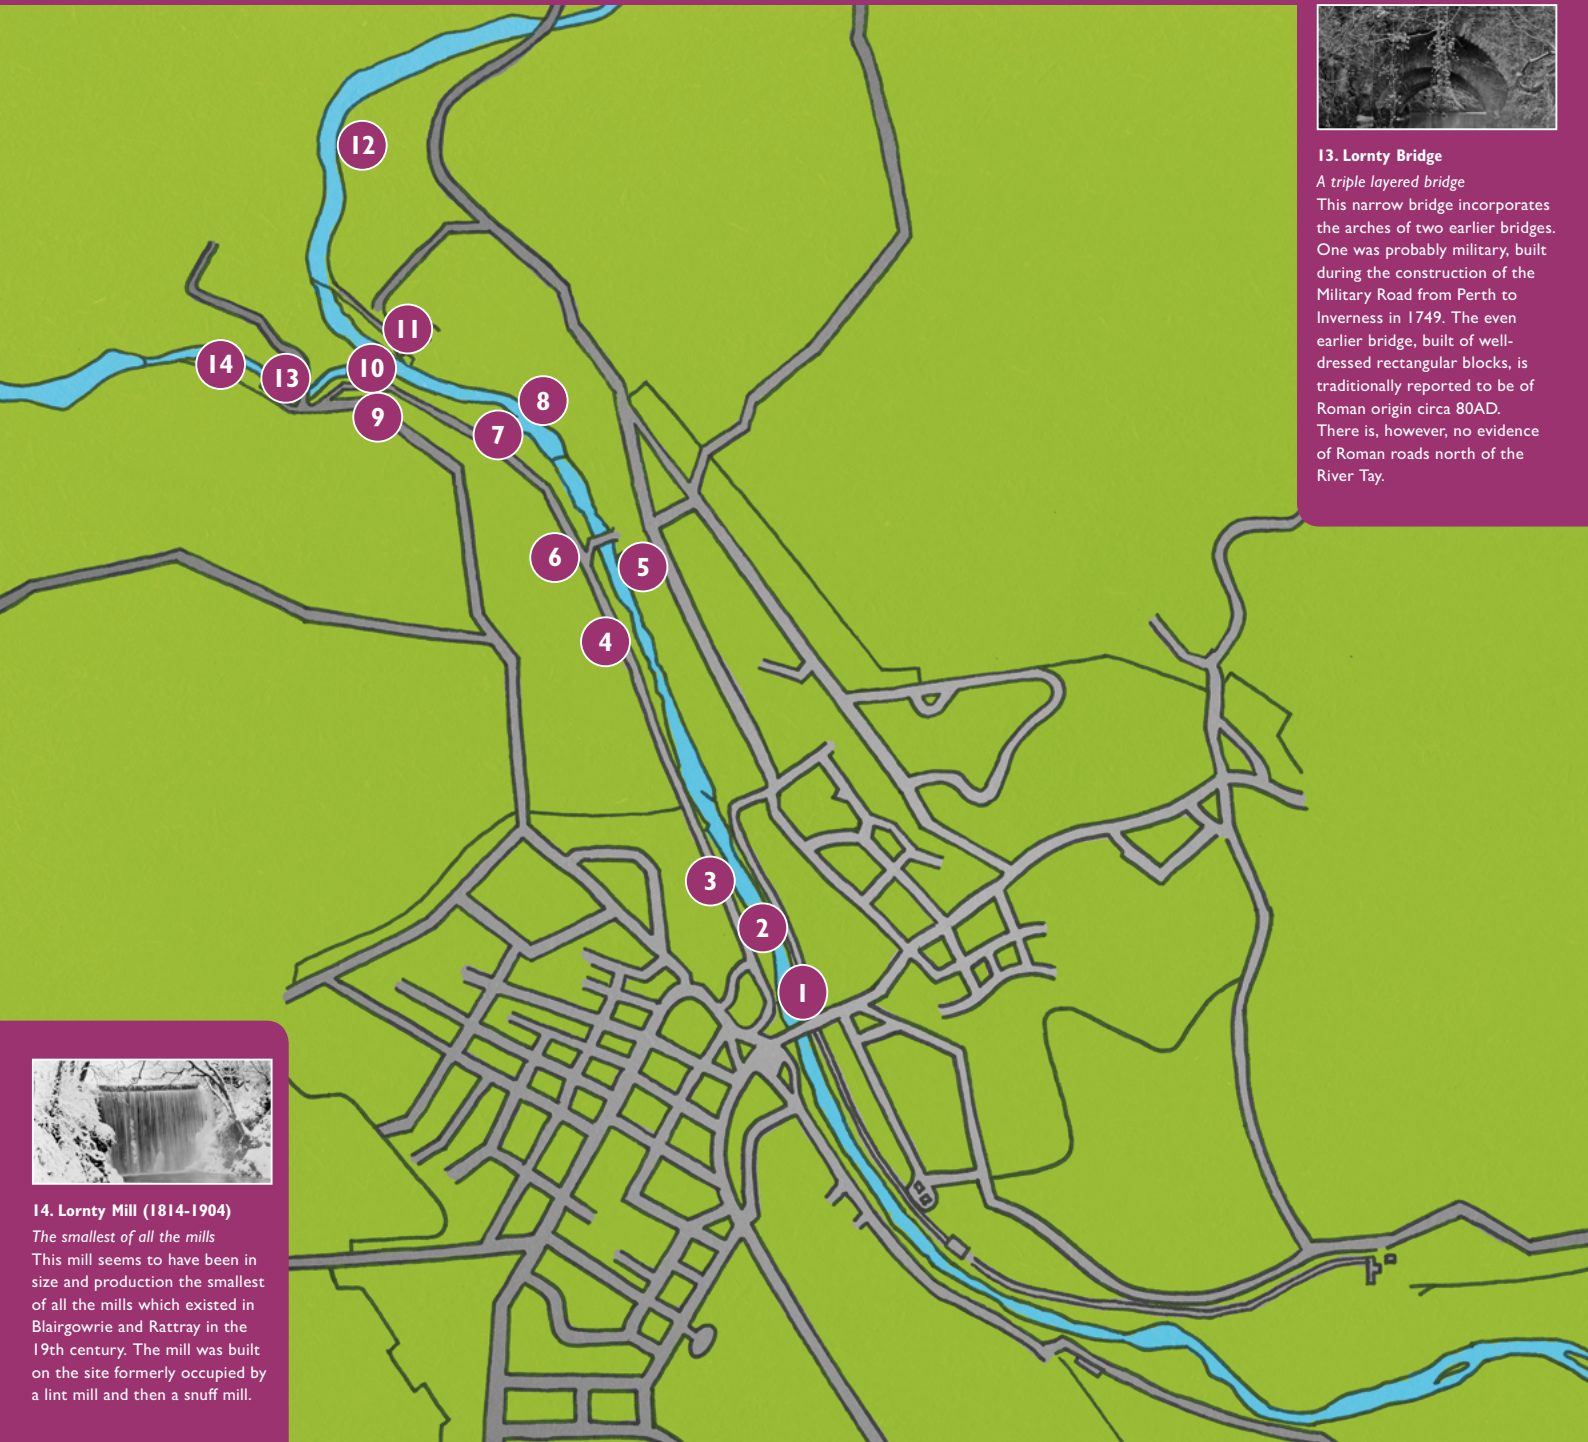 12
11
14
13
10
9
8
7
6
5
4
3
2
1
13. Lornty Bridge
A triple layered bridge
This narrow bridge incorporates
the arches of two earlier bridges.
One was probably military, built
during the construction of the
Military Road from Perth to
Inverness in 1749. The even
earlier bridge, built of well-
dressed rectangular blocks, is
traditionally reported to be of
Roman origin circa 80AD.
There is, however, no evidence
of Roman roads north of the
River Tay.
14. Lornty Mill (1814-1904)
The smallest of all the mills
This mill seems to have been in
size and production the smallest
of all the mills which existed in
Blairgowrie and Rattray in the
19th century. The mill was built
on the site formerly occupied by
a lint mill and then a snuff mill.